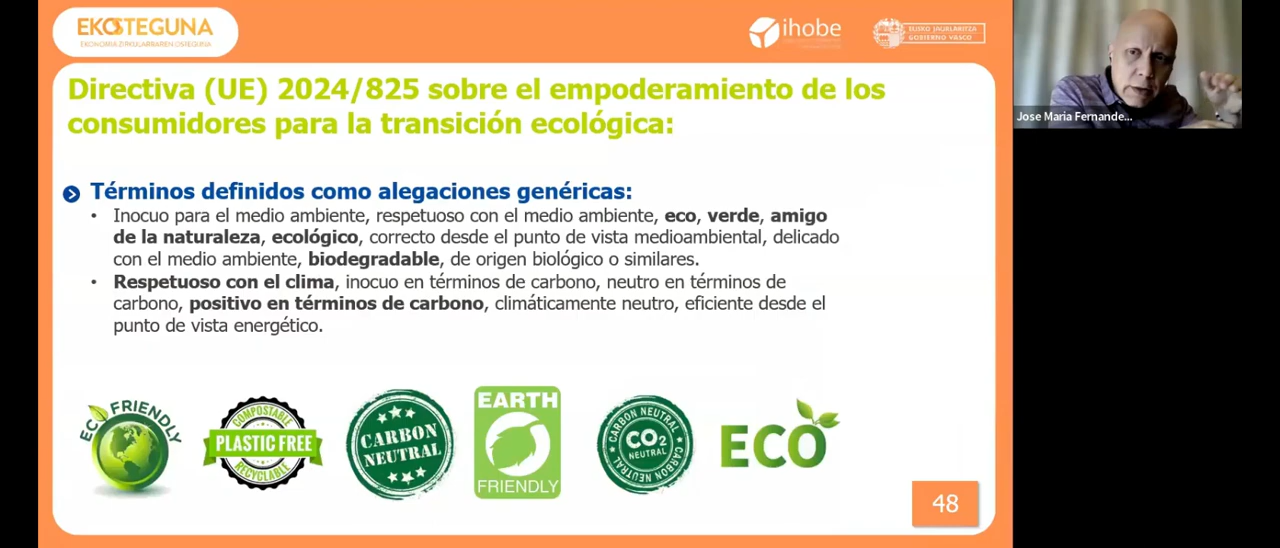 EKOSTEGUNA
EKONOMIA ZIRKULARRAREN OSTEGUNA
ihobe
EUSKO JAURLARITZA
GOBIERNO VASCO
Jose Maria Fernande...
Directiva (UE) 2024/825 sobre el empoderamiento de los
consumidores para la transición ecológica:
Términos definidos como alegaciones genéricas:
• Inocuo para el medio ambiente, respetuoso con el medio ambiente, eco, verde, amigo
de la naturaleza, ecológico, correcto desde el punto de vista medioambiental, delicado
con el medio ambiente, biodegradable, de origen biológico o similares.
• Respetuoso con el clima, inocuo en términos de carbono, neutro en términos de
carbono, positivo en términos de carbono, climáticamente neutro, eficiente desde el
punto de vista energético.
ECO FRIENDLY
COMPOSTABLE
PLASTIC FREE
RECYCLABLE
CARBON
NEUTRAL
EARTH
FRIENDLY
CARBON NEUTRAL
CO2
NEUTRAL
CARBON NEUTRAL
ECO
48